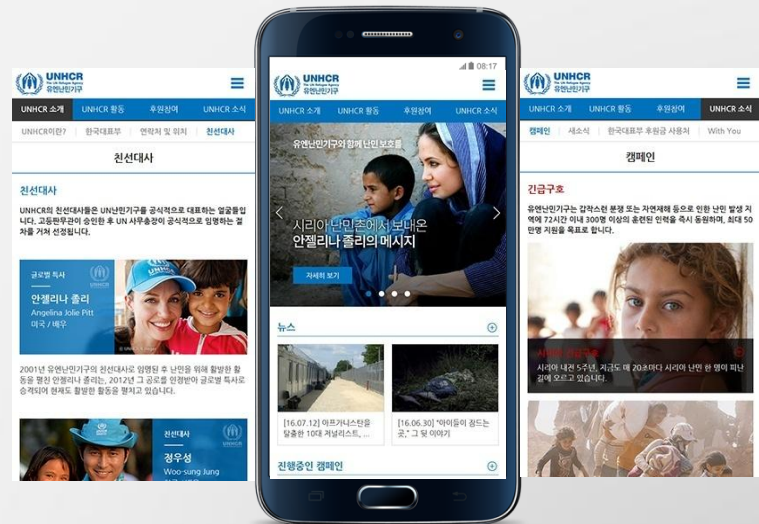 UNHCR
The UN Refugee Agency
유엔난민기구
UNHCR 소개 UNHCR 활동 후원참여 UNHCR 소식
UNHCR이란? 한국대표부 연락처 및 위치 친선대사
친선대사
친선대사
UNHCR의 친선대사들은 UN난민기구를 공식적으로 대표하는 얼굴들입
니다. 고등판무관이 승인한 후 UN 사무총장이 공식적으로 임명하는 절
차를 거쳐 선정됩니다.
글로벌 특사
UNHCR
안젤리나 졸리
Angelina Jolie Pitt
미국 / 배우
2001년 유엔난민기구의 친선대사로 임명된 후 난민을 위해 활발한 활
동을 펼친 안젤리나 졸리는, 2012년 그 공로를 인정받아 글로벌 특사로
승격되어 현재도 활발한 활동을 펼치고 있습니다.
친선대사
UNHCR
정우성
Woo-sung Jung
08:17
UNHCR
The UN Refugee Agency
유엔난민기구
UNHCR 소개 UNHCR 활동 후원참여 UNHCR 소식
유엔난민기구와 함께 난민 보호를
시리아 난민촌에서 보내온
안젤리나 졸리의 메시지
자세히 보기
뉴스
[16.07.12] 아프가니스탄을
탈출한 10대 저널리스트, ...
[16.06.30] "아이들이 잠드는
곳," 그 뒷 이야기
진행중인 캠페인
UNHCR
The UN Refugee Agency
유엔난민기구
UNHCR 소개 UNHCR 활동 후원참여 UNHCR 소식
캠페인 새소식 한국대표부 후원금 사용처 With You
캠페인
긴급구호
유엔난민기구는 갑작스런 분쟁 또는 자연재해 등으로 인한 난민 발생 지
역에 72시간 이내 300명 이상의 훈련된 인력을 즉시 동원하며, 최대 50
만명 지원을 목표로 합니다.
시리아 긴급구호
시리아 내전 5주년, 지금도 매 20초마다 시리아 난민 한 명이 피난
길에 오르고 있습니다.